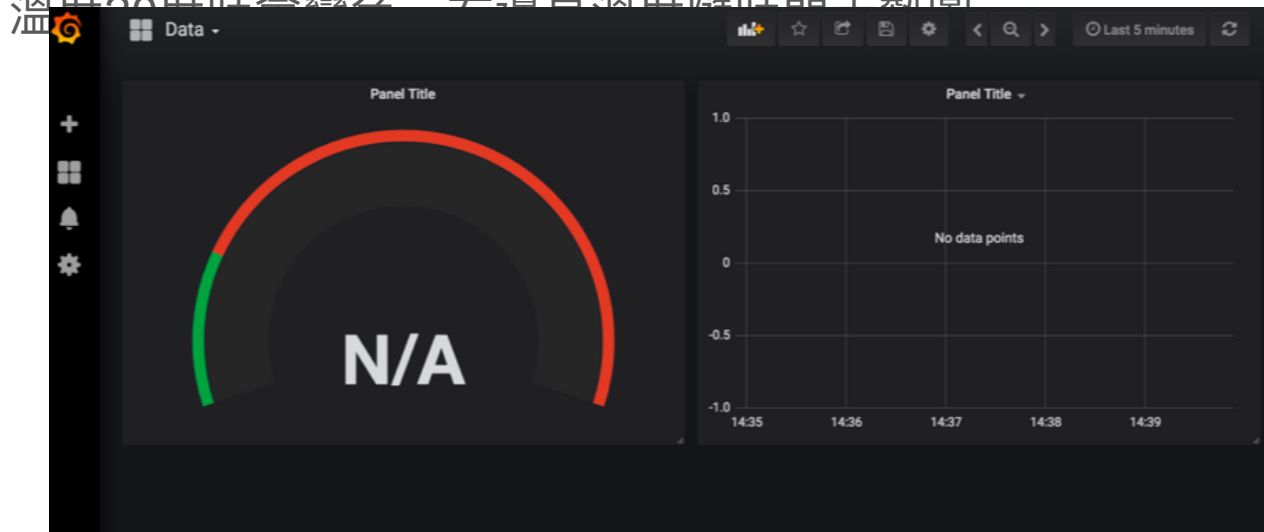 溫
Data
Last 5 minutes
Panel Title
N/A
Panel Title
1.0
0.5
No data points
0
-0.5
-1.0
14:35 14:36 14:37 14:38 14:39